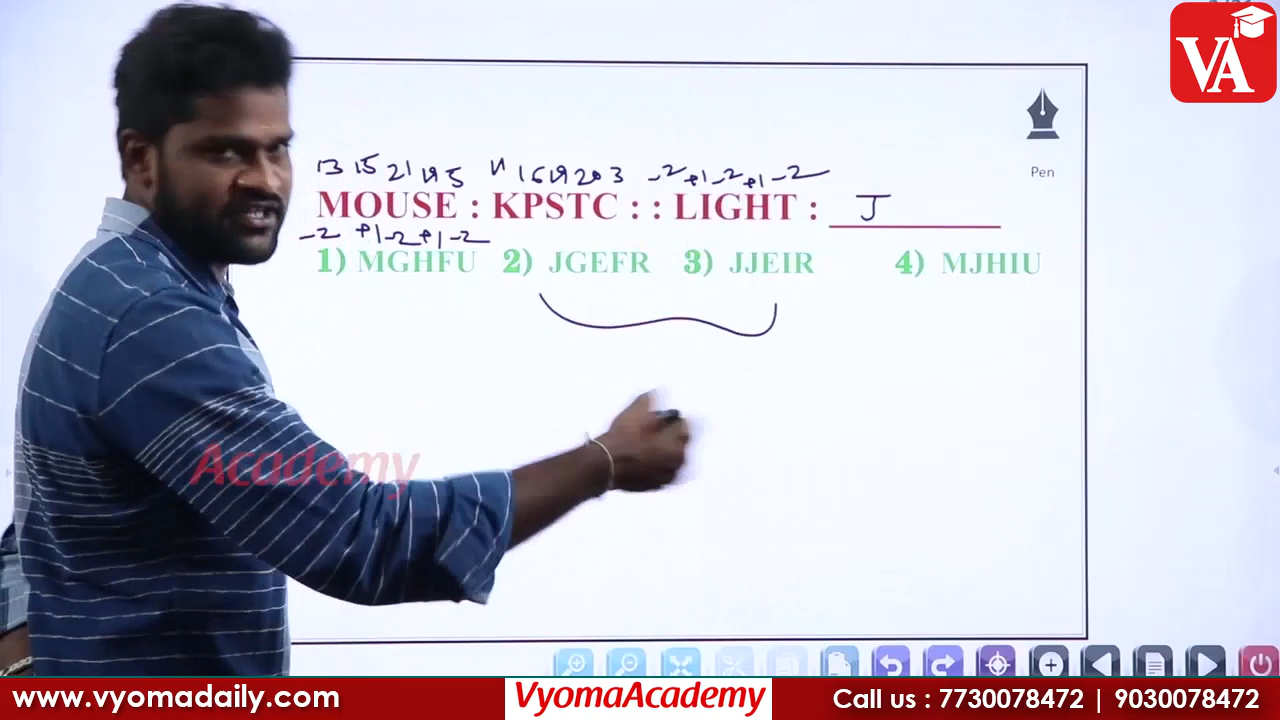 VA
Pen
13 15 21 19 5 11 16 19 20 3 -2 +1 -2 +1 -2
MOUSE : KPSTC : : LIGHT : J
-2 +1 -2 +1 -2
1) MGHFU 2) JGEFR 3) JJEIR 4) MJHIU
Academy
www.vyomadaily.com VyomaAcademy Call us : 7730078472 | 9030078472